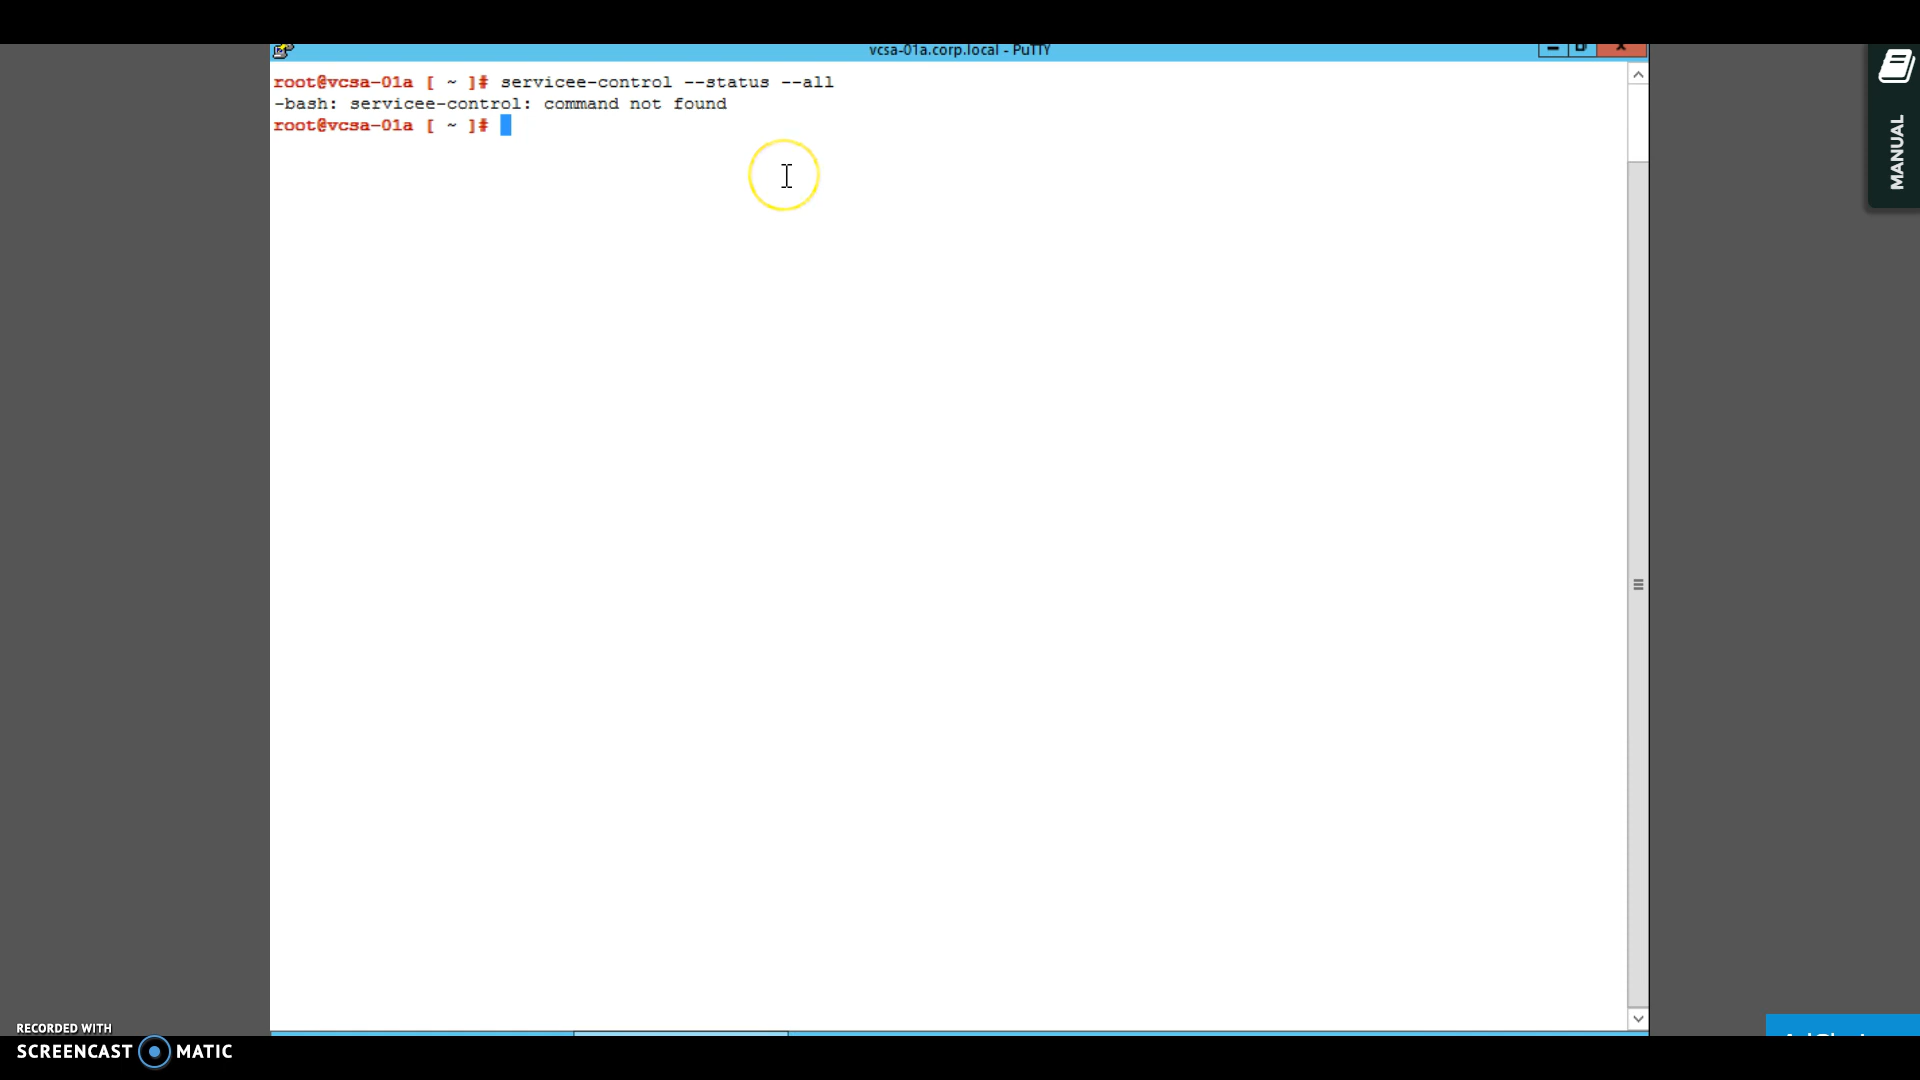 vcsa-01a.corp.local - PuTTY
root@vcsa-01a [ ~ ]# servicee-control --status --all
-bash: servicee-control: command not found
root@vcsa-01a [ ~ ]#
MANUAL
RECORDED WITH
SCREENCAST MATIC